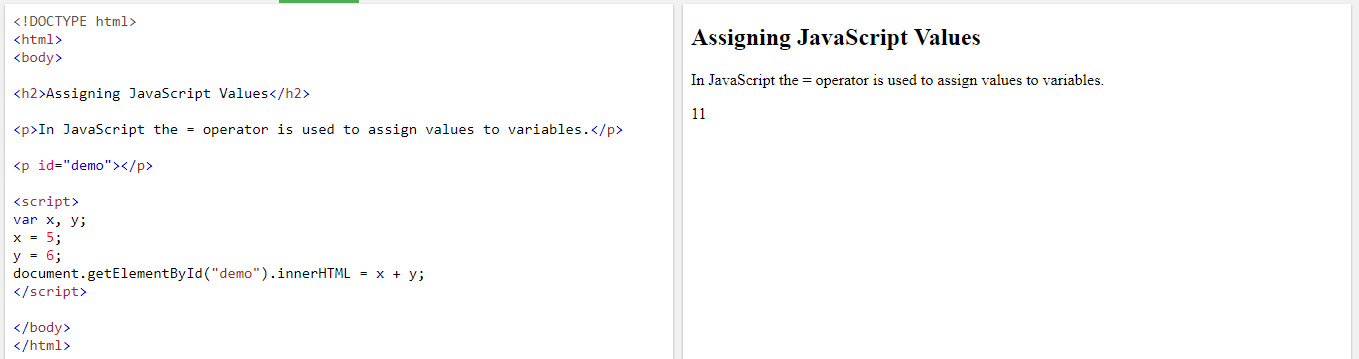 <!DOCTYPE html>
<html>
<body>
<h2>Assigning JavaScript Values</h2>
<p>In JavaScript the = operator is used to assign values to variables.</p>
<p id="demo"></p>
<script>
var x, y;
x = 5;
y = 6;
document.getElementById("demo").innerHTML = x + y;
</script>
</body>
</html>
Assigning JavaScript Values
In JavaScript the = operator is used to assign values to variables.
11